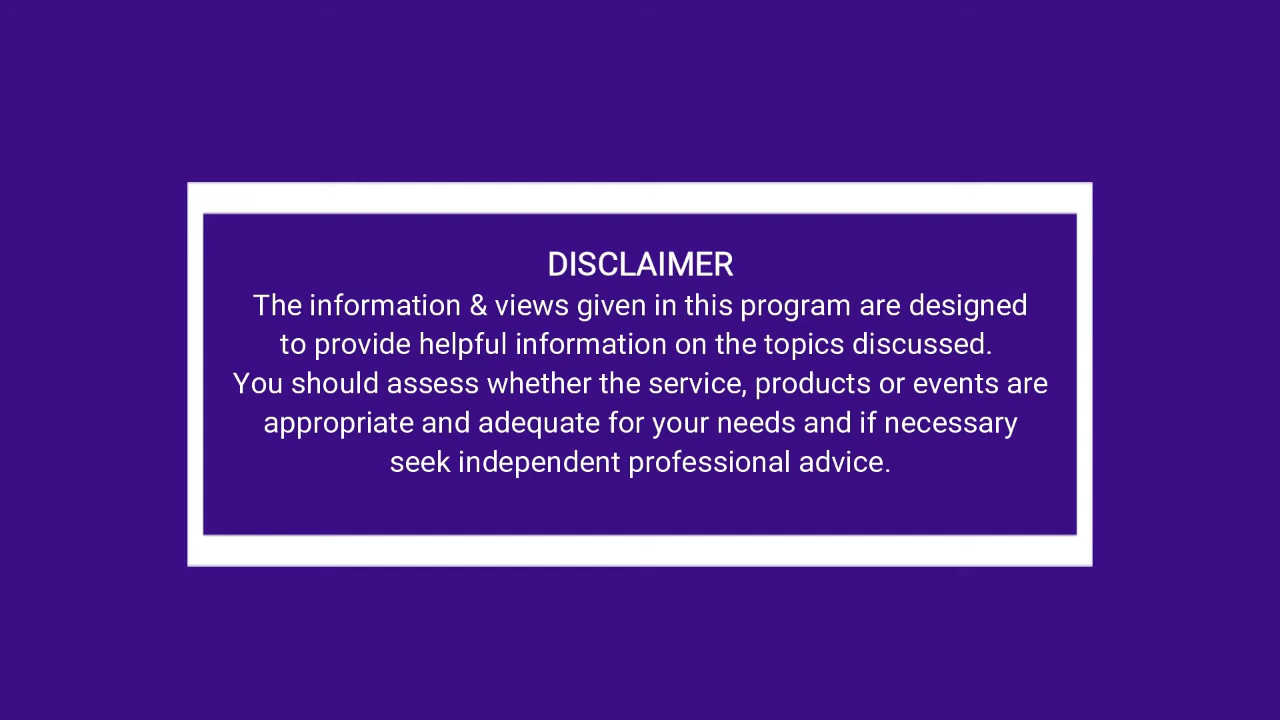 DISCLAIMER
The information & views given in this program are designed
to provide helpful information on the topics discussed.
You should assess whether the service, products or events are
appropriate and adequate for your needs and if necessary
seek independent professional advice.